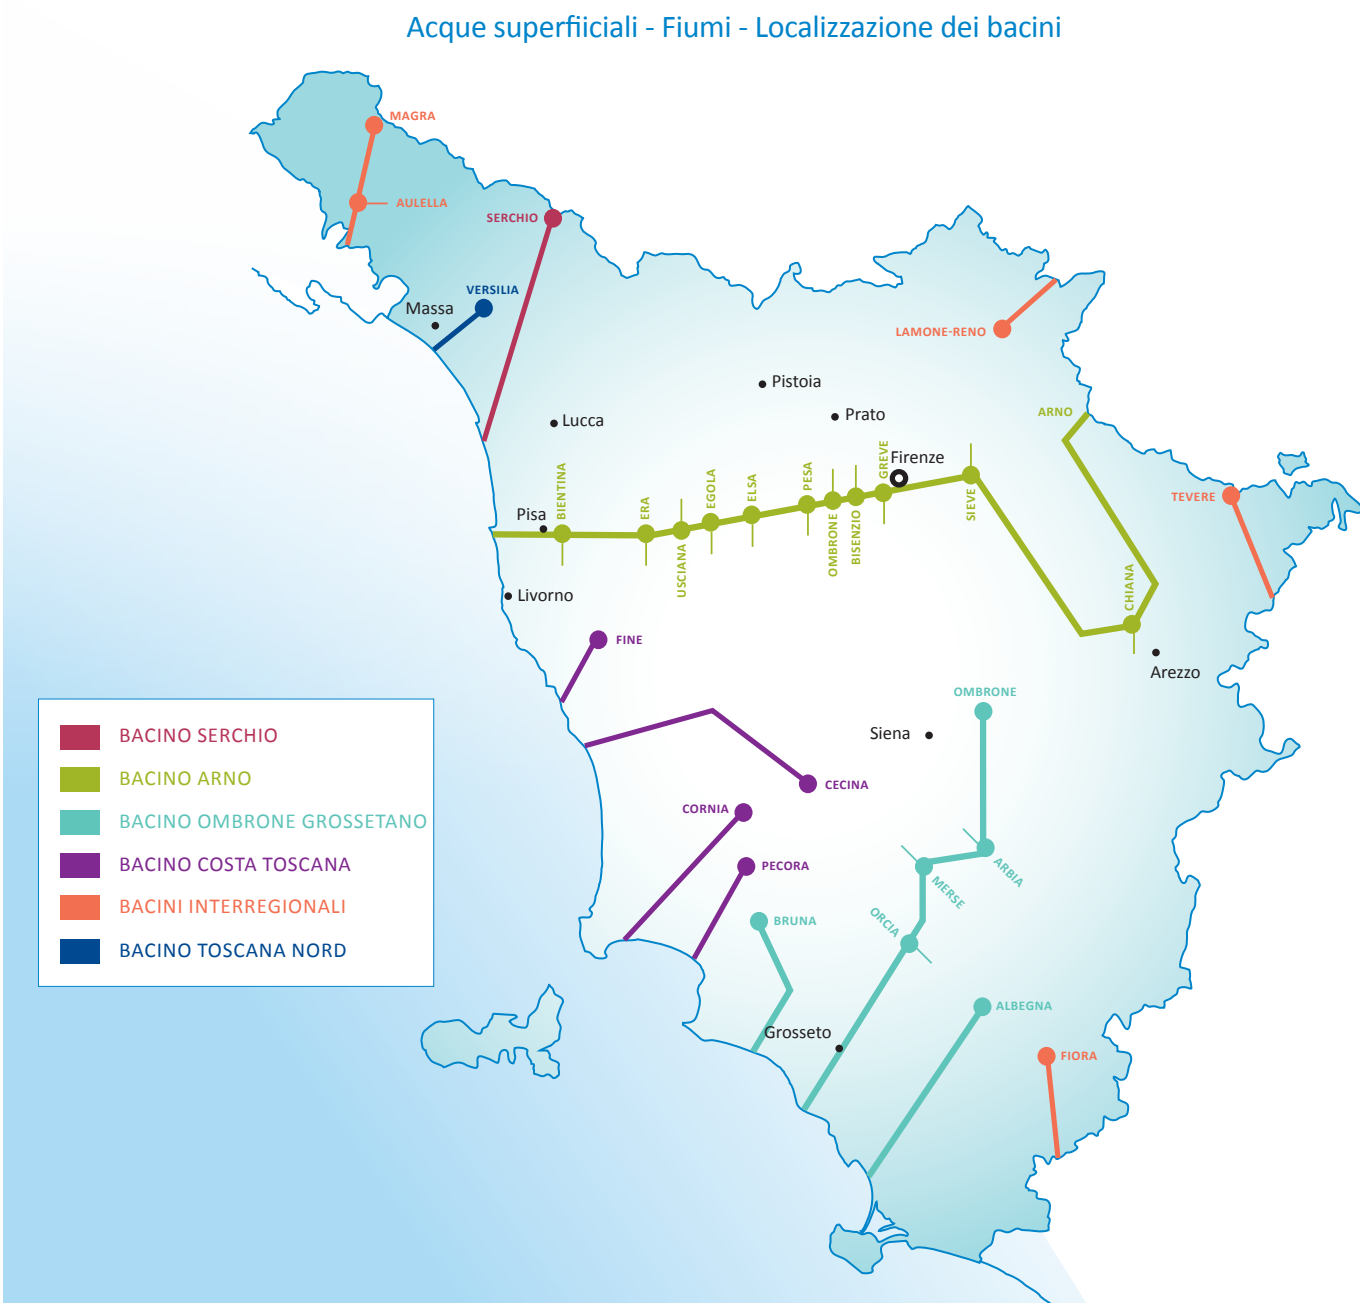 Acque superfiiciali - Fiumi - Localizzazione dei bacini
MAGRA
AULELLA
SERCHIO
VERSILIA
Massa
LAMONE-RENO
Pistoia
Prato
Lucca
ARNO
Firenze
TEVERE
Pisa
BIENTINA
ERA
USCIANA
EGOLA
ELSA
PESA
OMBRONE
BISENZIO
GREVE
SIEVE
CHIANA
Livorno
FINE
Arezzo
OMBRONE
Siena
CECINA
CORNIA
PECORA
ARBIA
MERSE
ORCIA
BRUNA
ALBEGNA
Grosseto
FIORA
BACINO SERCHIO
BACINO ARNO
BACINO OMBRONE GROSSETANO
BACINO COSTA TOSCANA
BACINI INTERREGIONALI
BACINO TOSCANA NORD